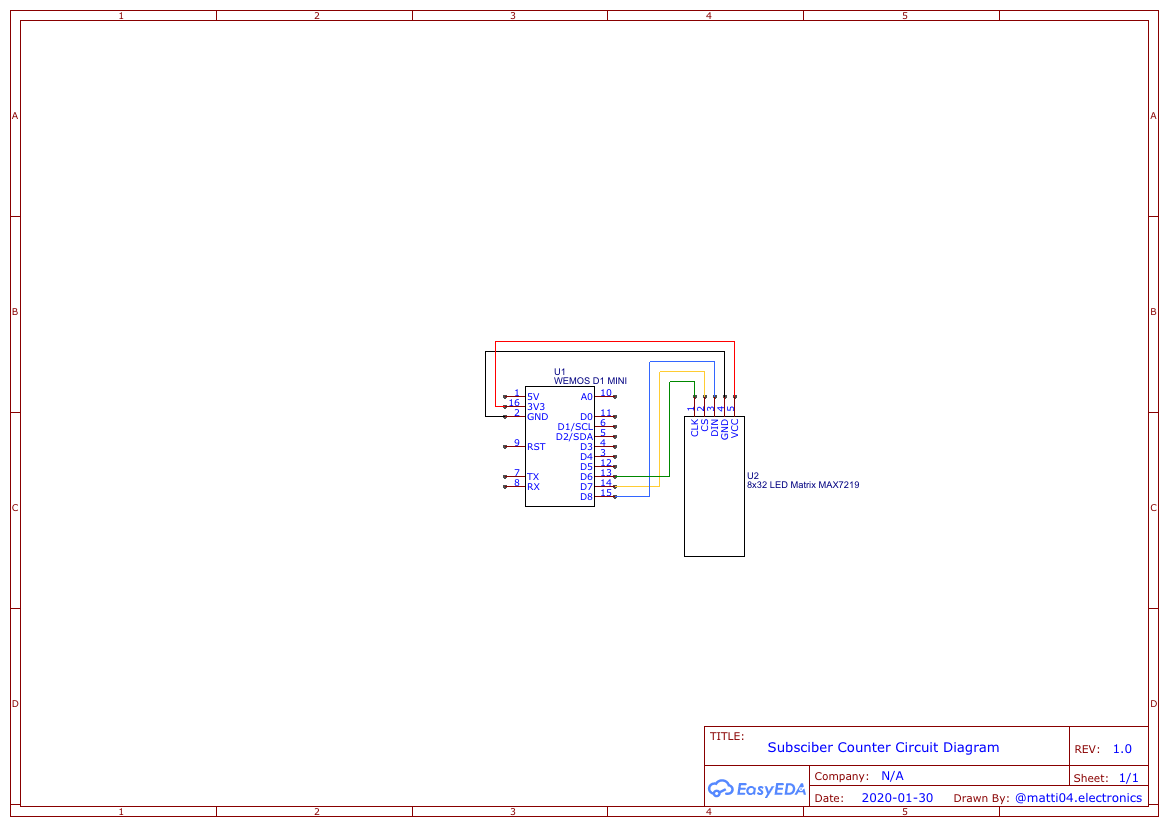 1 2 3 4 5
A A
B B
U1
WEMOS D1 MINI
1 5V A0 10
16 3V3
2 GND D0 11
D1/SCL 6
D2/SDA 5
9 RST D3 4
D4 3
D5 12
7 TX D6 13
8 RX D7 14
D8 15
1 2 3 4 5
CLK CS DIN GND VCC
U2
8x32 LED Matrix MAX7219
C C
D D
TITLE:
Subsciber Counter Circuit Diagram
REV: 1.0
EasyEDA
Company: N/A
Sheet: 1/1
Date: 2020-01-30 Drawn By: @matti04.electronics
1 2 3 4 5